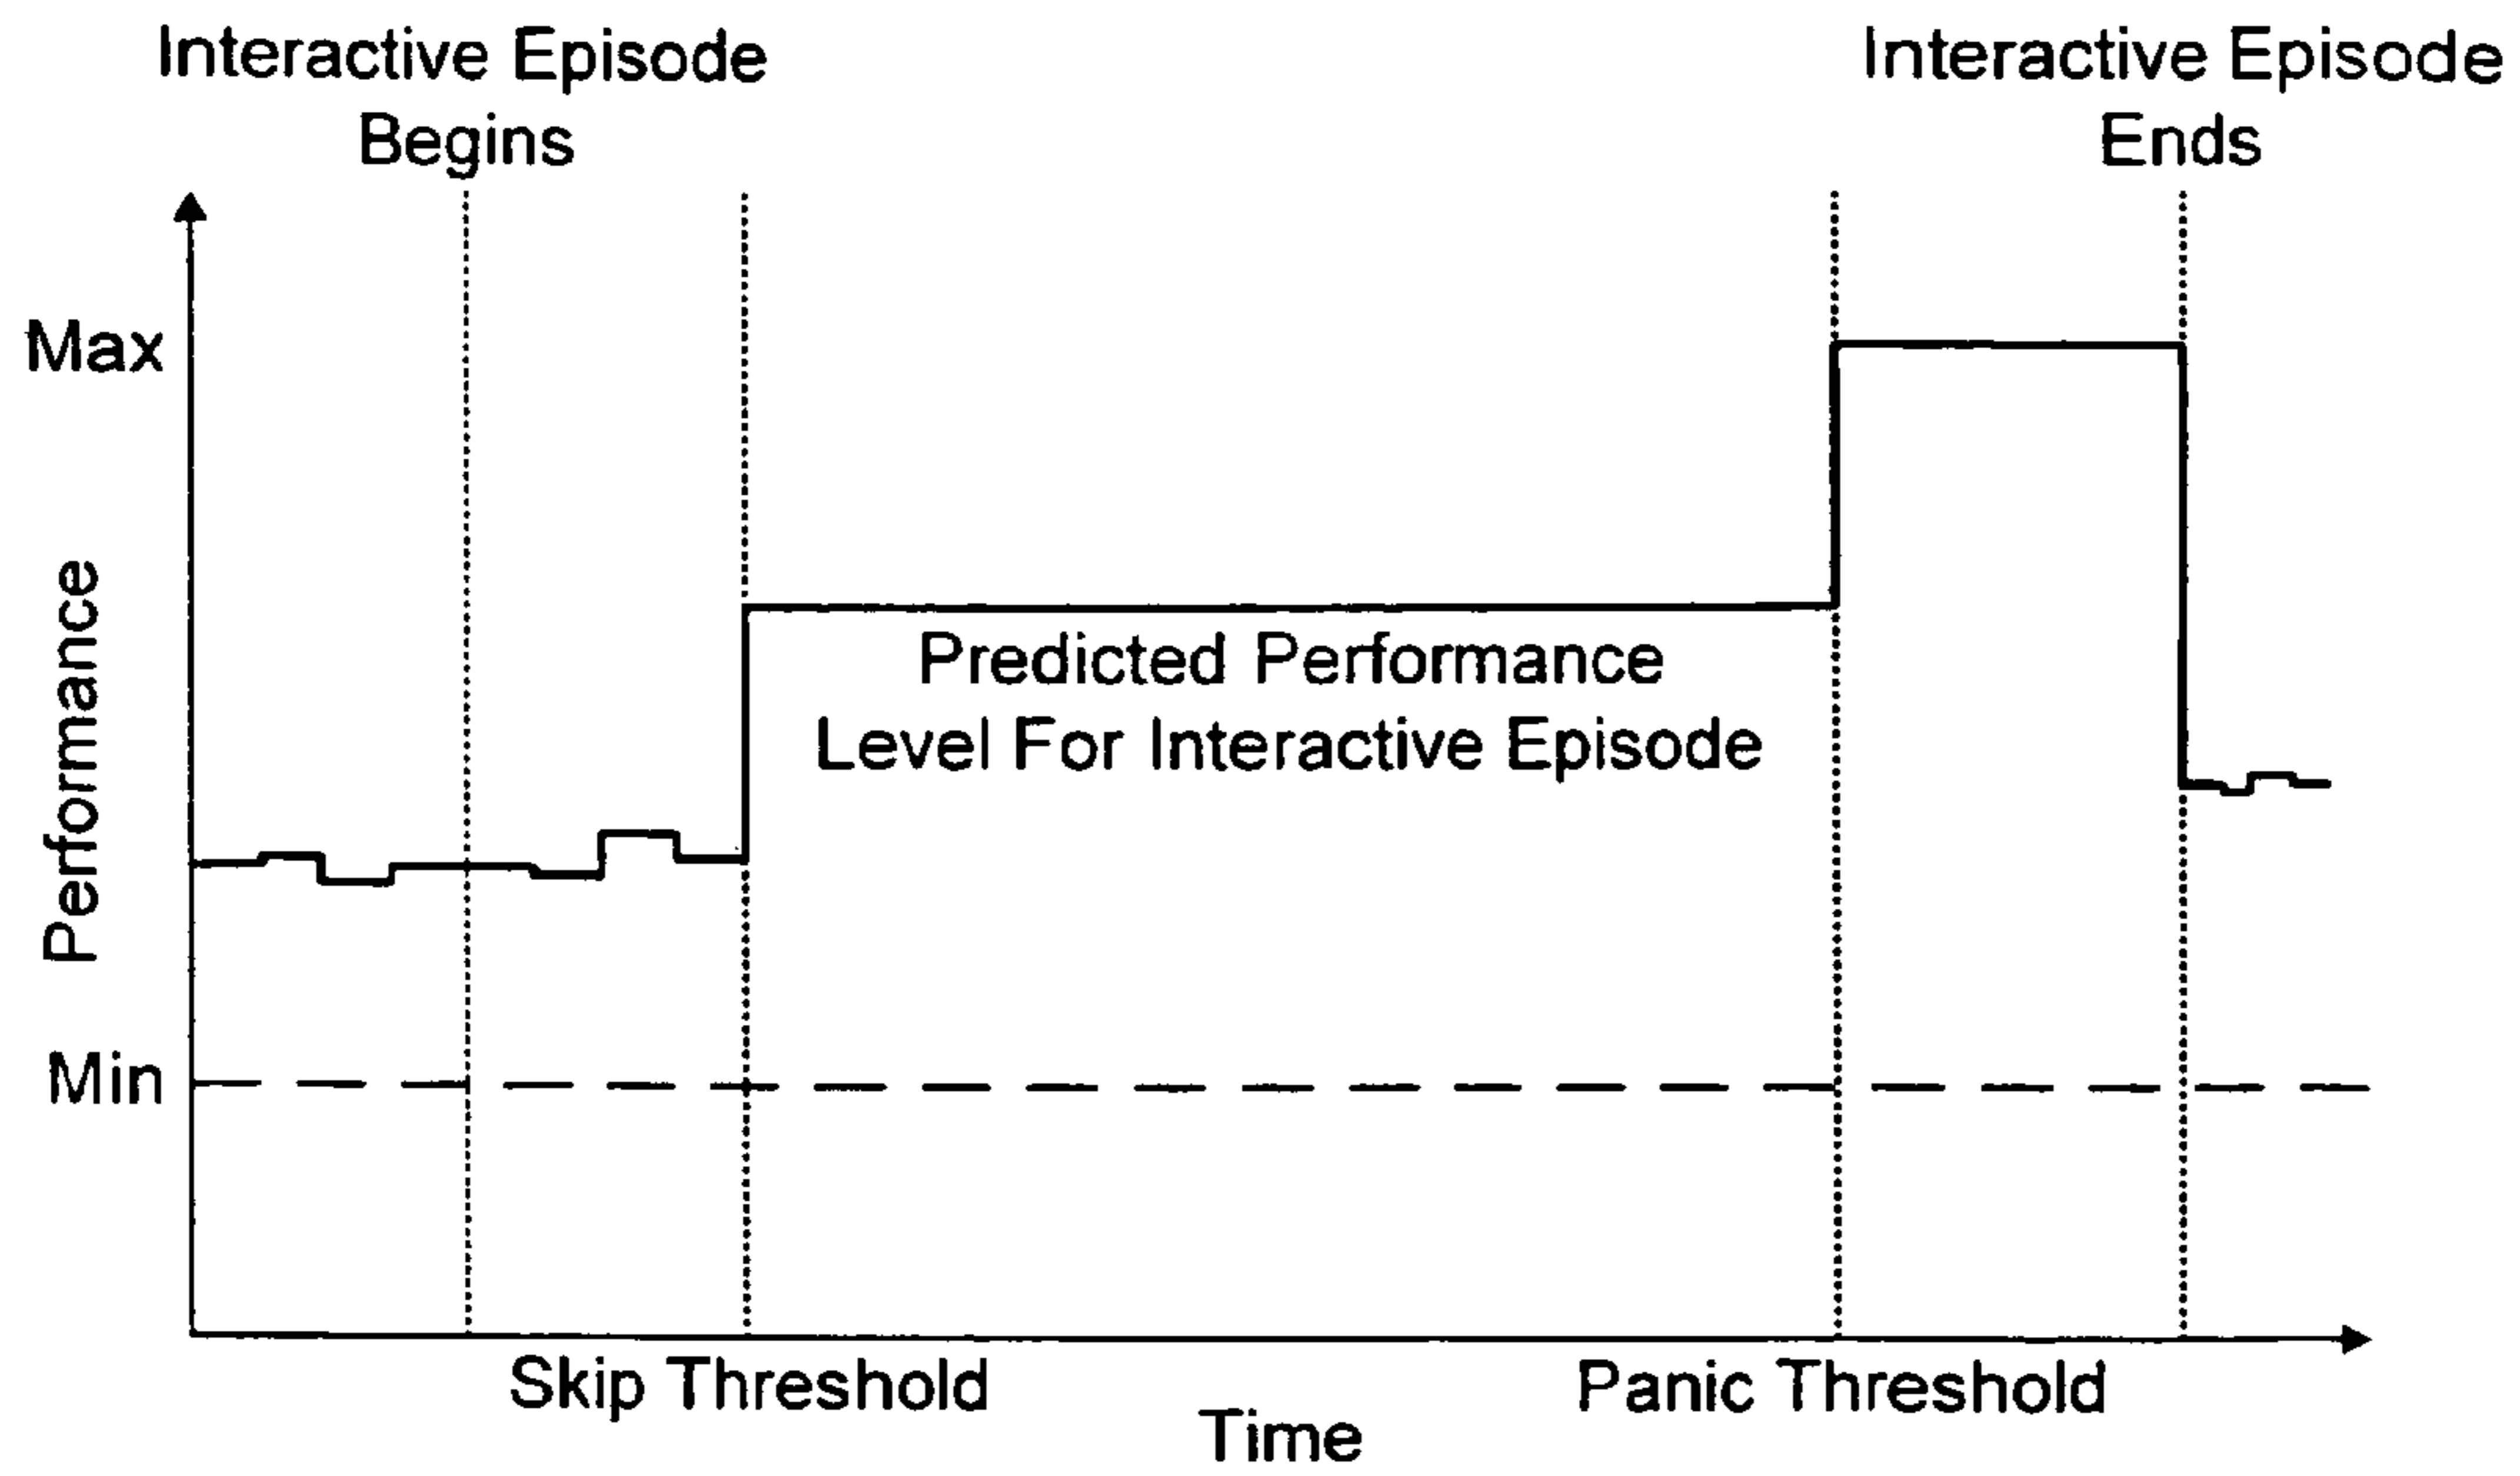 Interactive Episode
Begins
Interactive Episode
Ends
Max
Performance
Predicted Performance
Level For Interactive Episode
Min
Skip Threshold
Panic Threshold
Time